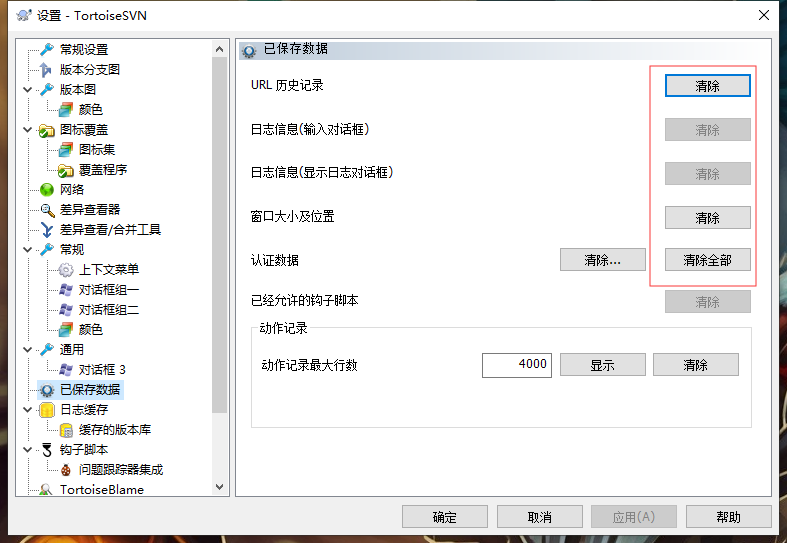 设置 - TortoiseSVN
常规设置
版本分支图
版本图
颜色
图标覆盖
图标集
覆盖程序
网络
差异查看器
差异查看/合并工具
常规
上下文菜单
对话框组一
对话框组二
颜色
通用
对话框 3
已保存数据
日志缓存
缓存的版本库
钩子脚本
问题跟踪器集成
TortoiseBlame
已保存数据
URL 历史记录 清除
日志信息(输入对话框) 清除
日志信息(显示日志对话框) 清除
窗口大小及位置 清除
认证数据 清除... 清除全部
已经允许的钩子脚本 清除
动作记录
动作记录最大行数 4000 显示 清除
确定 取消 应用(A) 帮助